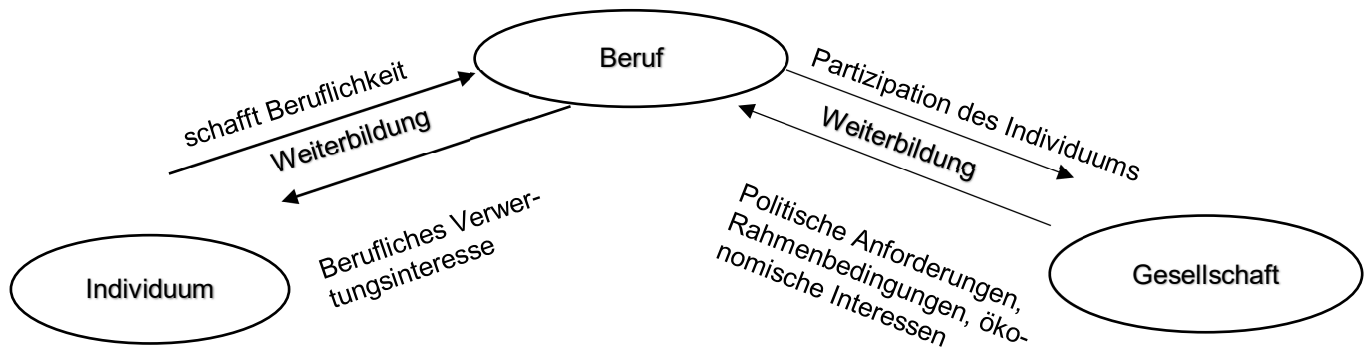 Beruf
schafft Beruflichkeit
Weiterbildung
Berufliches Verwer-
tungsinteresse
Individuum
Partizipation des Individuums
Weiterbildung
Politische Anforderungen,
Rahmenbedingungen, öko-
nomische Interessen
Gesellschaft